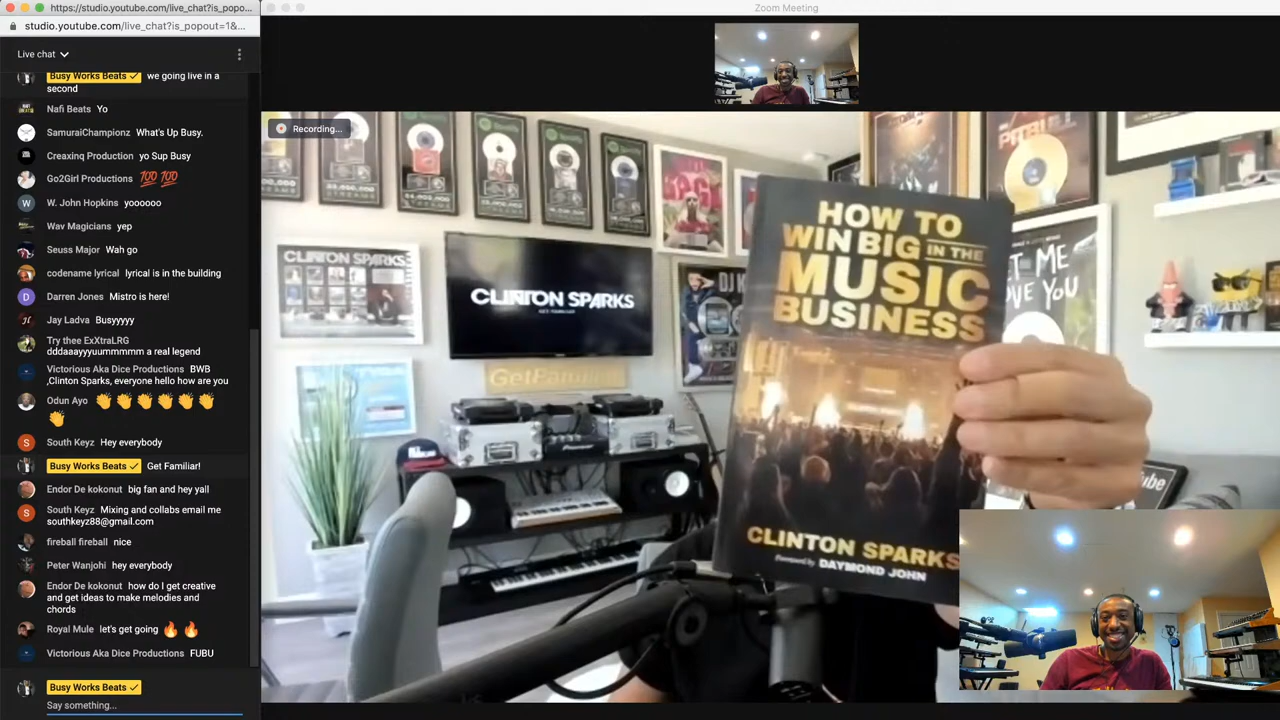 https://studio.youtube.com/live_chat?is_popo...
studio.youtube.com/live_chat?is_popout=1&...
Live chat
Busy Works Beats ✓ we going live in a
second
Nafi Beats Yo
SamuraiChampionz What's Up Busy.
Creaxinq Production yo Sup Busy
Go2Girl Productions 💯 💯
W. John Hopkins yoooooo
Wav Magicians yep
Seuss Major Wah go
codename lyrical lyrical is in the building
Darren Jones Mistro is here!
Jay Ladva Busyyyy
Try thee ExXtraLRG
dddaaayyyuummmmm a real legend
Victorious Aka Dice Productions BWB
,Clinton Sparks, everyone hello how are you
Odun Ayo 👏 👏 👏 👏 👏 👏
👏
South Keyz Hey everybody
Busy Works Beats ✓ Get Familiar!
Endor De kokonut big fan and hey yall
South Keyz Mixing and collabs email me
southkeyz88@gmail.com
fireball fireball nice
Peter Wanjohi hey everybody
Endor De kokonut how do I get creative
and get ideas to make melodies and
chords
Royal Mule let's get going 🔥 🔥
Victorious Aka Dice Productions FUBU
Busy Works Beats ✓
Say something...
Zoom Meeting
Recording...
PITBULL
CLINTON SPARKS
CLINTON SPARKS
GetFamiliar
DJ K
HOW TO
WIN BIG IN THE
MUSIC
BUSINESS
CLINTON SPARKS
Foreword by DAYMOND JOHN